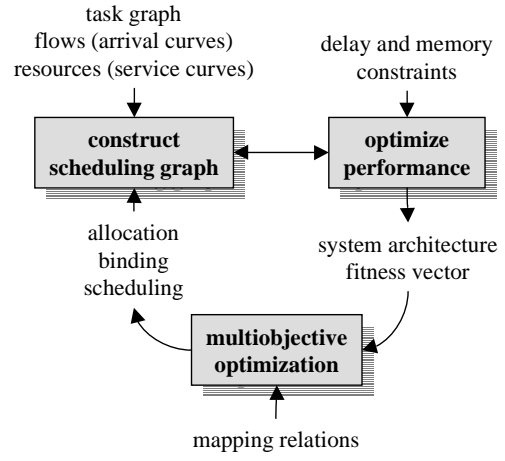 task graph
flows (arrival curves)
resources (service curves)
delay and memory
constraints
construct
scheduling graph
optimize
performance
allocation
binding
scheduling
system architecture
fitness vector
multiobjective
optimization
mapping relations